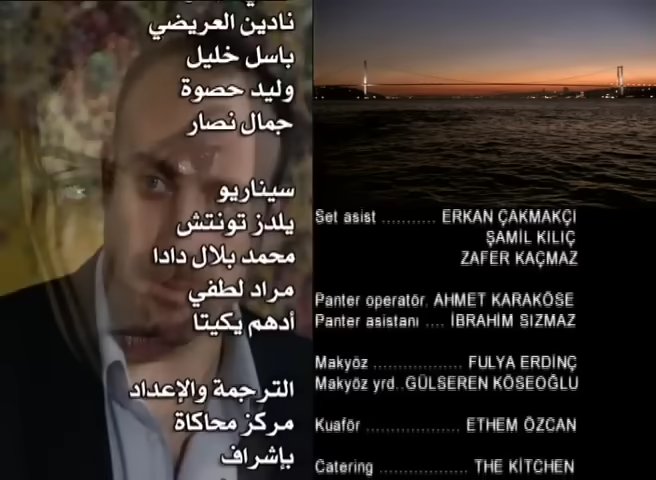 نادين العريضي
باسل خليل
وليد حصوة
جمال نصار
سيناريو
يلدز تونتش
محمد بلال دادا
مراد لطفي
أدهم يكيتا
الترجمة والإعداد
مركز محاكاة
بإشراف
Set asist ........... ERKAN ÇAKMAKÇI
ŞAMİL KILIÇ
ZAFER KAÇMAZ
Panter operatör. AHMET KARAKÖSE
Panter asistanı .... İBRAHİM SIZMAZ
Makyöz ................... FULYA ERDİNÇ
Makyöz yrd..GÜLSEREN KÖSEOĞLU
Kuaför ................... ETHEM ÖZCAN
Catering .................. THE KİTCHEN